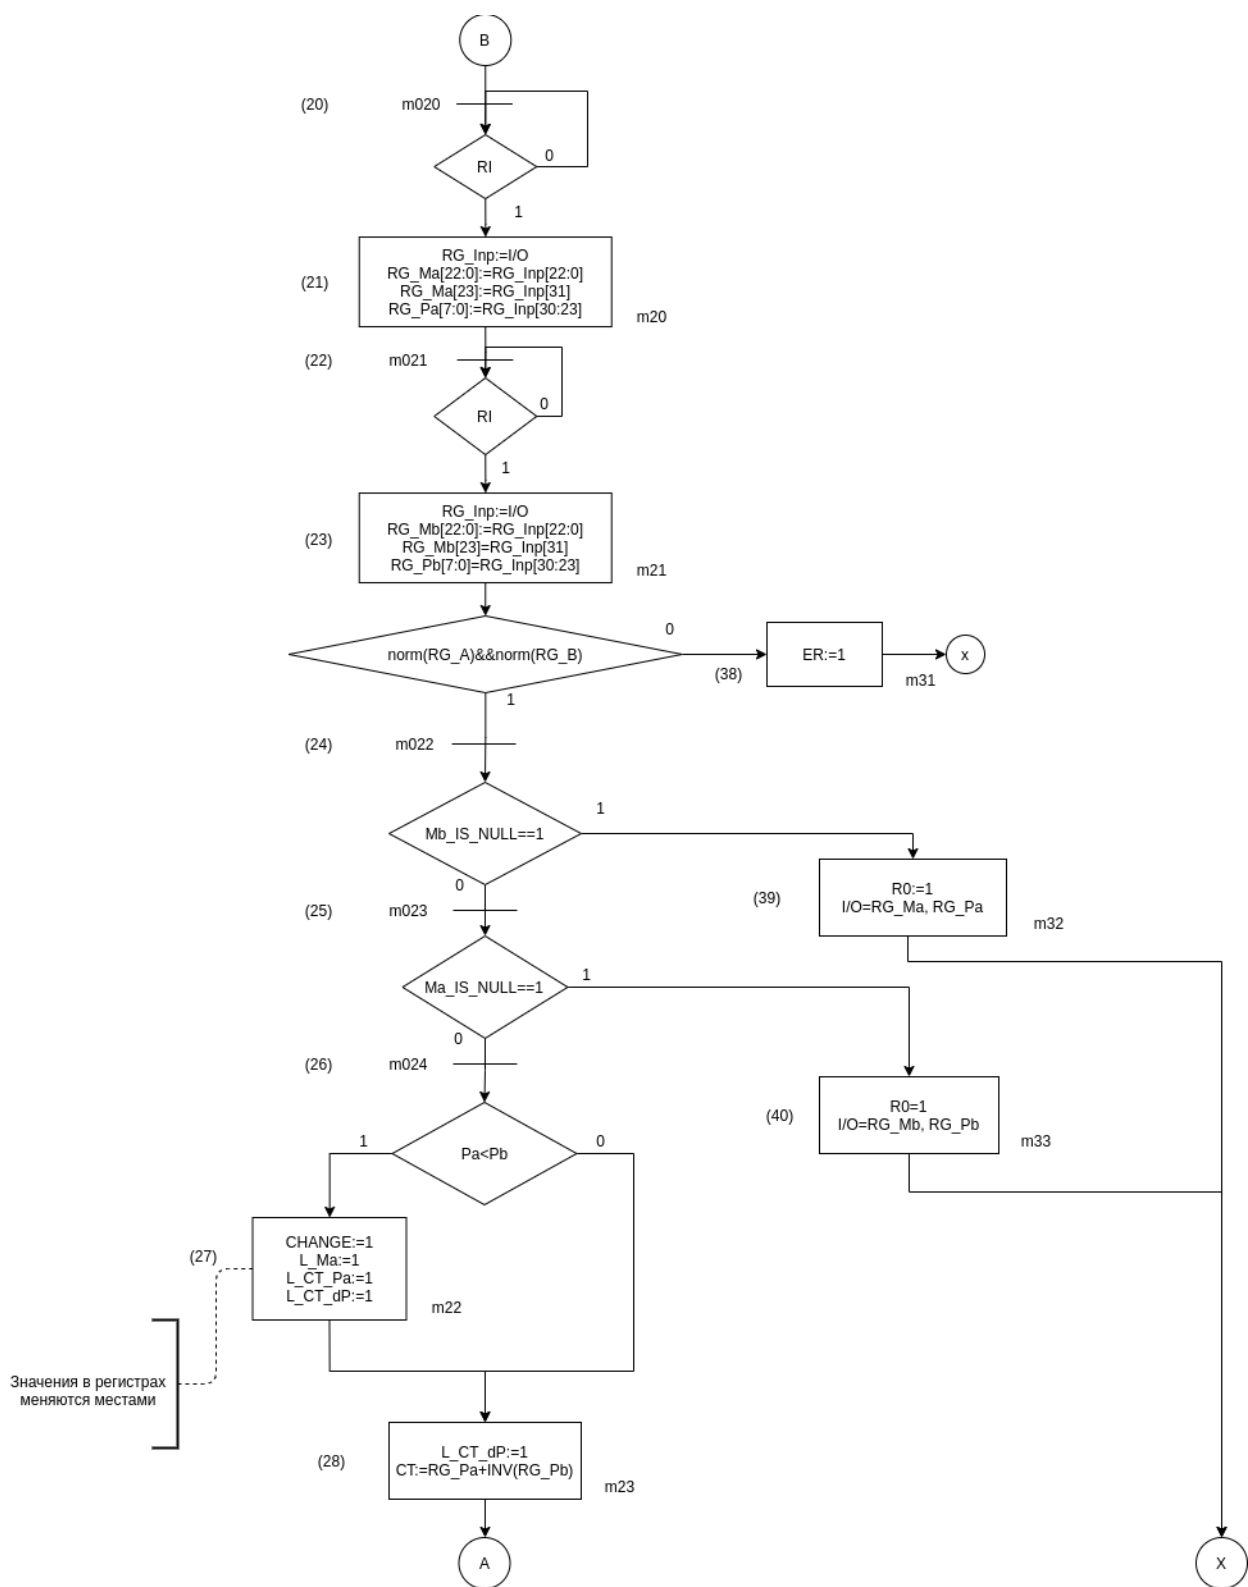 B
(20)
m020
RI
0
1
(21)
RG_Inp:=I/O
RG_Ma[22:0]:=RG_Inp[22:0]
RG_Ma[23]:=RG_Inp[31]
RG_Pa[7:0]:=RG_Inp[30:23]
m20
(22)
m021
RI
0
1
(23)
RG_Inp:=I/O
RG_Mb[22:0]:=RG_Inp[22:0]
RG_Mb[23]=RG_Inp[31]
RG_Pb[7:0]=RG_Inp[30:23]
m21
norm(RG_A)&&norm(RG_B)
0
(38)
ER:=1
m31
x
1
(24)
m022
Mb_IS_NULL==1
1
0
(39)
R0:=1
I/O=RG_Ma, RG_Pa
m32
(25)
m023
Ma_IS_NULL==1
1
0
(26)
m024
(40)
R0=1
I/O=RG_Mb, RG_Pb
m33
Pa<Pb
1
0
(27)
CHANGE:=1
L_Ma:=1
L_CT_Pa:=1
L_CT_dP:=1
m22
Значения в регистрах
меняются местами
(28)
L_CT_dP:=1
CT:=RG_Pa+INV(RG_Pb)
m23
A
X